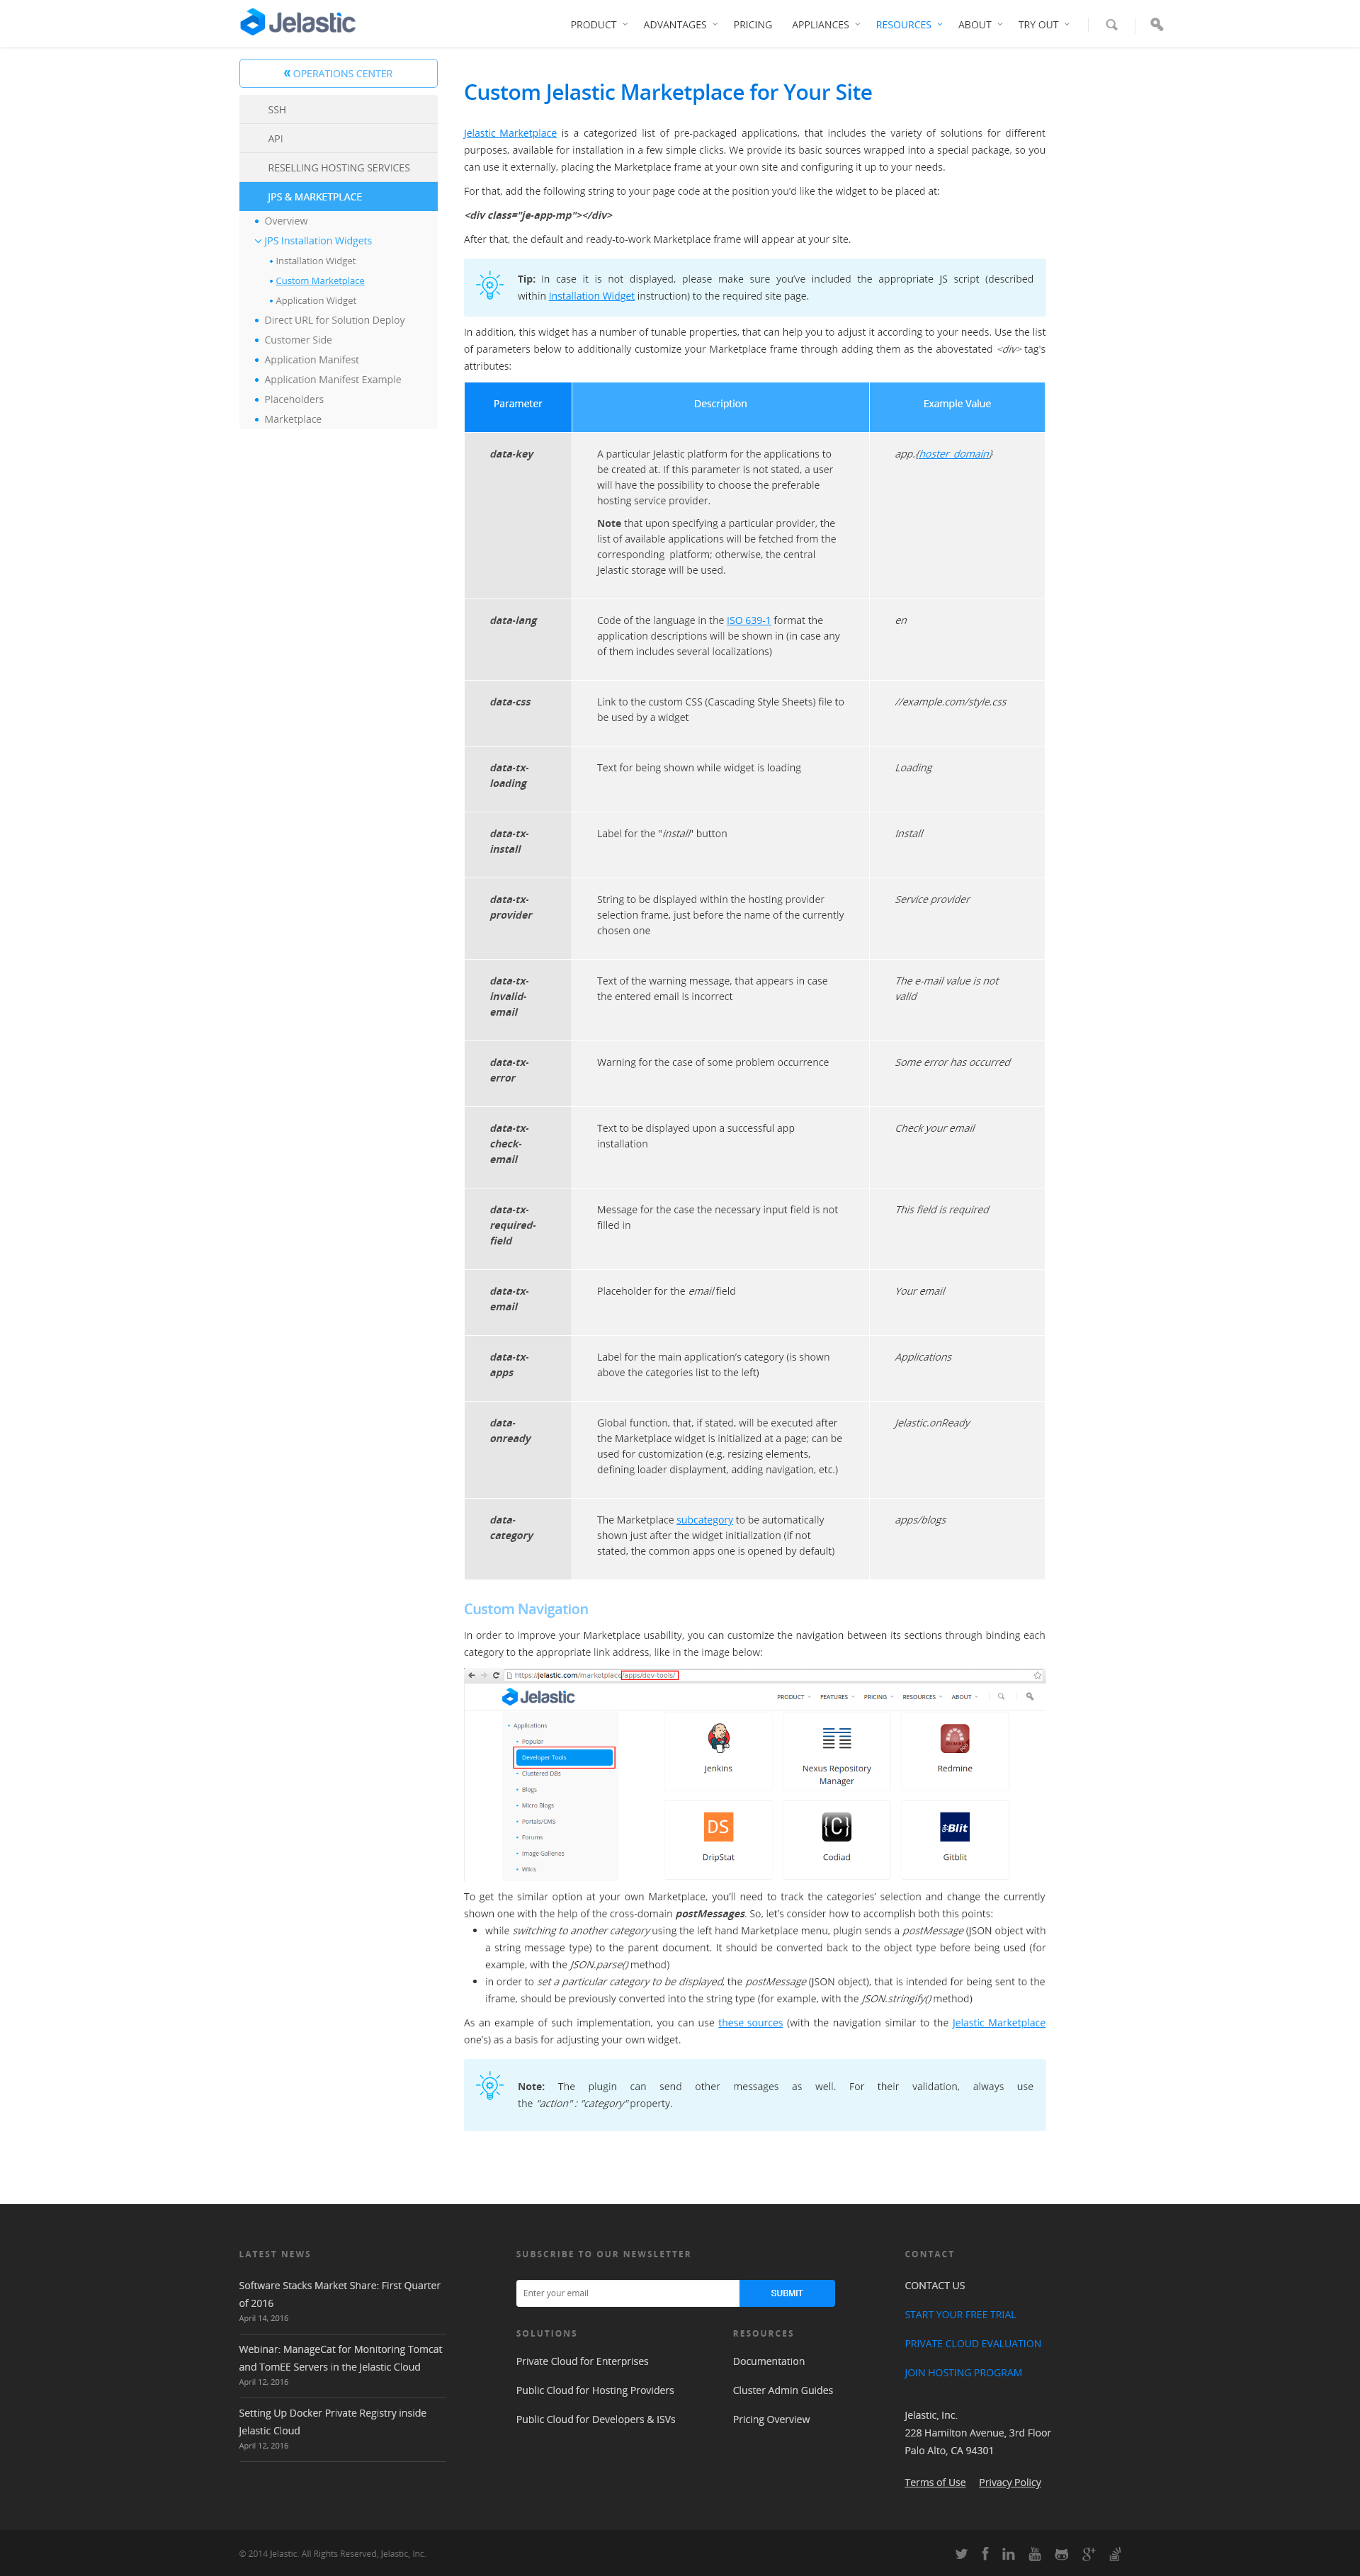 Jelastic
PRODUCT
ADVANTAGES
PRICING
APPLIANCES
RESOURCES
ABOUT
TRY OUT
« OPERATIONS CENTER
SSH
API
RESELLING HOSTING SERVICES
JPS & MARKETPLACE
Overview
JPS Installation Widgets
Installation Widget
Custom Marketplace
Application Widget
Direct URL for Solution Deploy
Customer Side
Application Manifest
Application Manifest Example
Placeholders
Marketplace
Custom Jelastic Marketplace for Your Site
Jelastic Marketplace is a categorized list of pre-packaged applications, that includes the variety of solutions for different
purposes, available for installation in a few simple clicks. We provide its basic sources wrapped into a special package, so you
can use it externally, placing the Marketplace frame at your own site and configuring it up to your needs.
For that, add the following string to your page code at the position you'd like the widget to be placed at:
<div class="je-app-mp"></div>
After that, the default and ready-to-work Marketplace frame will appear at your site.
Tip: In case it is not displayed, please make sure you've included the appropriate JS script (described
within Installation Widget instruction) to the required site page.
In addition, this widget has a number of tunable properties, that can help you to adjust it according to your needs. Use the list
of parameters below to additionally customize your Marketplace frame through adding them as the abovestated <div> tag's
attributes:
Parameter
Description
Example Value
data-key
A particular Jelastic platform for the applications to
be created at. If this parameter is not stated, a user
will have the possibility to choose the preferable
hosting service provider.
Note that upon specifying a particular provider, the
list of available applications will be fetched from the
corresponding platform; otherwise, the central
Jelastic storage will be used.
app.{hoster_domain}
data-lang
Code of the language in the ISO 639-1 format the
application descriptions will be shown in (in case any
of them includes several localizations)
en
data-css
Link to the custom CSS (Cascading Style Sheets) file to
be used by a widget
//example.com/style.css
data-tx-
loading
Text for being shown while widget is loading
Loading
data-tx-
install
Label for the "install" button
Install
data-tx-
provider
String to be displayed within the hosting provider
selection frame, just before the name of the currently
chosen one
Service provider
data-tx-
invalid-
email
Text of the warning message, that appears in case
the entered email is incorrect
The e-mail value is not
valid
data-tx-
error
Warning for the case of some problem occurrence
Some error has occurred
data-tx-
check-
email
Text to be displayed upon a successful app
installation
Check your email
data-tx-
required-
field
Message for the case the necessary input field is not
filled in
This field is required
data-tx-
email
Placeholder for the email field
Your email
data-tx-
apps
Label for the main application's category (is shown
above the categories list to the left)
Applications
data-
onready
Global function, that, if stated, will be executed after
the Marketplace widget is initialized at a page; can be
used for customization (e.g. resizing elements,
defining loader displayment, adding navigation, etc.)
Jelastic.onReady
data-
category
The Marketplace subcategory to be automatically
shown just after the widget initialization (if not
stated, the common apps one is opened by default)
apps/blogs
Custom Navigation
In order to improve your Marketplace usability, you can customize the navigation between its sections through binding each
category to the appropriate link address, like in the image below:
https://jelastic.com/marketplace/apps/dev-tools/
Jelastic
PRODUCT
FEATURES
PRICING
RESOURCES
ABOUT
Applications
Popular
Developer Tools
Clustered DBs
Blogs
Micro Blogs
Portals/CMS
Forums
Image Galleries
Wikis
Jenkins
Nexus Repository
Manager
Redmine
DS
DripStat
{C}
Codiad
Blit
Gitblit
To get the similar option at your own Marketplace, you'll need to track the categories' selection and change the currently
shown one with the help of the cross-domain postMessages. So, let's consider how to accomplish both this points:
while switching to another category using the left hand Marketplace menu, plugin sends a postMessage (JSON object with
a string message type) to the parent document. It should be converted back to the object type before being used (for
example, with the JSON.parse() method)
in order to set a particular category to be displayed, the postMessage (JSON object), that is intended for being sent to the
iframe, should be previously converted into the string type (for example, with the JSON.stringify() method)
As an example of such implementation, you can use these sources (with the navigation similar to the Jelastic Marketplace
one's) as a basis for adjusting your own widget.
Note: The plugin can send other messages as well. For their validation, always use
the "action" : "category" property.
LATEST NEWS
Software Stacks Market Share: First Quarter
of 2016
April 14, 2016
Webinar: ManageCat for Monitoring Tomcat
and TomEE Servers in the Jelastic Cloud
April 12, 2016
Setting Up Docker Private Registry inside
Jelastic Cloud
April 12, 2016
SUBSCRIBE TO OUR NEWSLETTER
Enter your email
SUBMIT
SOLUTIONS
Private Cloud for Enterprises
Public Cloud for Hosting Providers
Public Cloud for Developers & ISVs
RESOURCES
Documentation
Cluster Admin Guides
Pricing Overview
CONTACT
CONTACT US
START YOUR FREE TRIAL
PRIVATE CLOUD EVALUATION
JOIN HOSTING PROGRAM
Jelastic, Inc.
228 Hamilton Avenue, 3rd Floor
Palo Alto, CA 94301
Terms of Use
Privacy Policy
© 2014 Jelastic. All Rights Reserved, Jelastic, Inc.